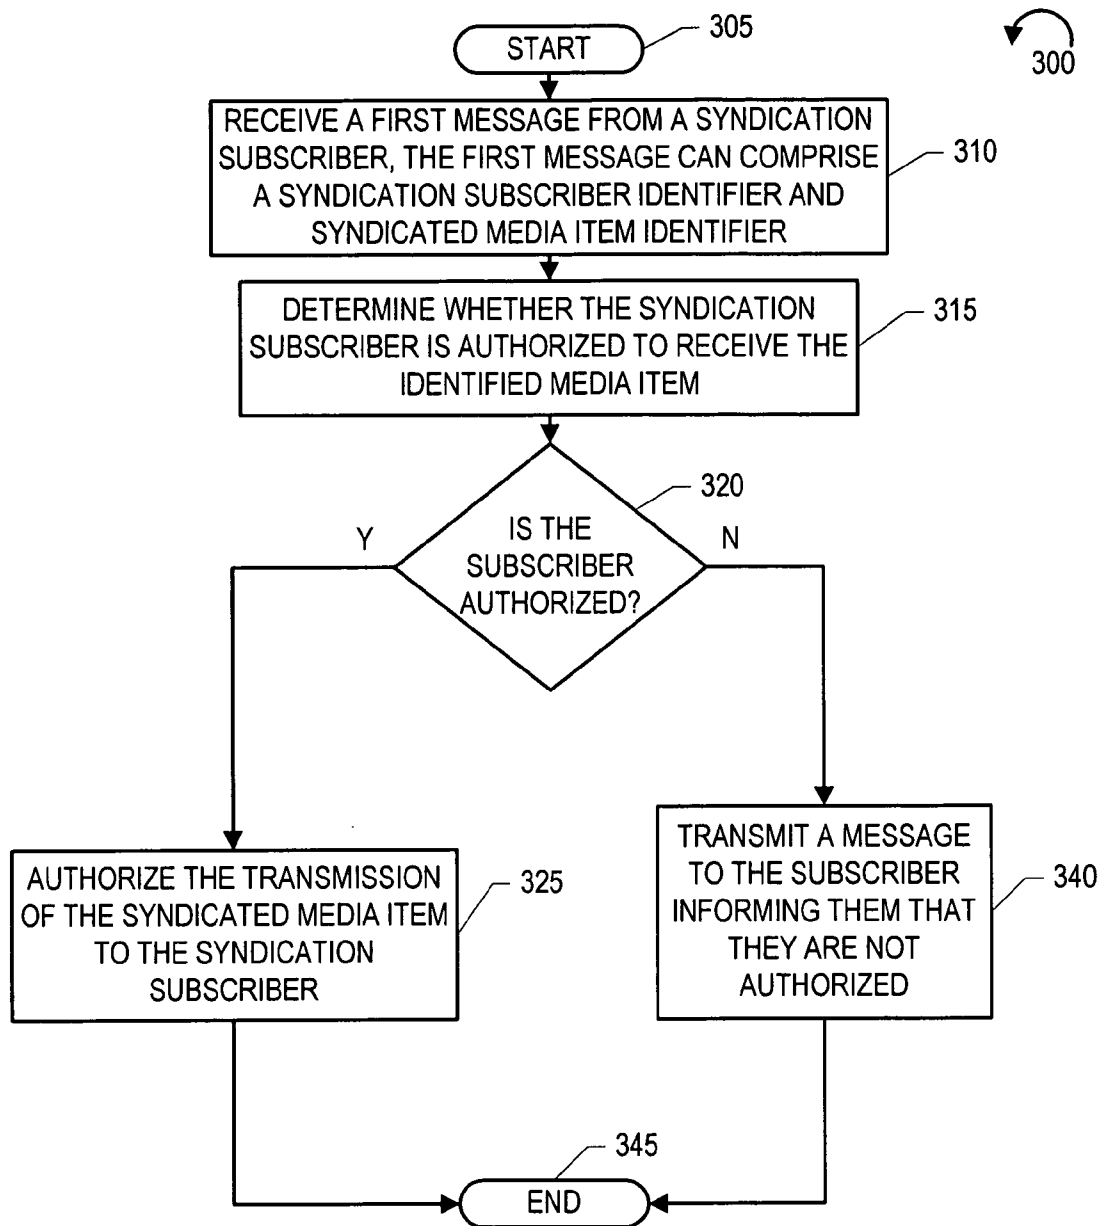 START
305
300
RECEIVE A FIRST MESSAGE FROM A SYNDICATION
SUBSCRIBER, THE FIRST MESSAGE CAN COMPRISE
A SYNDICATION SUBSCRIBER IDENTIFIER AND
SYNDICATED MEDIA ITEM IDENTIFIER
310
DETERMINE WHETHER THE SYNDICATION
SUBSCRIBER IS AUTHORIZED TO RECEIVE THE
IDENTIFIED MEDIA ITEM
315
320
Y
IS THE
SUBSCRIBER
AUTHORIZED?
N
AUTHORIZE THE TRANSMISSION
OF THE SYNDICATED MEDIA ITEM
TO THE SYNDICATION
SUBSCRIBER
325
TRANSMIT A MESSAGE
TO THE SUBSCRIBER
INFORMING THEM THAT
THEY ARE NOT
AUTHORIZED
340
345
END